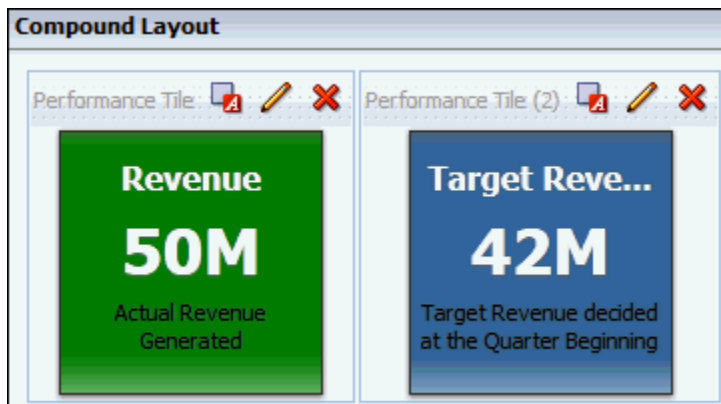 Compound Layout
Performance Tile
Revenue
50M
Actual Revenue
Generated
Performance Tile (2)
Target Reve...
42M
Target Revenue decided
at the Quarter Beginning